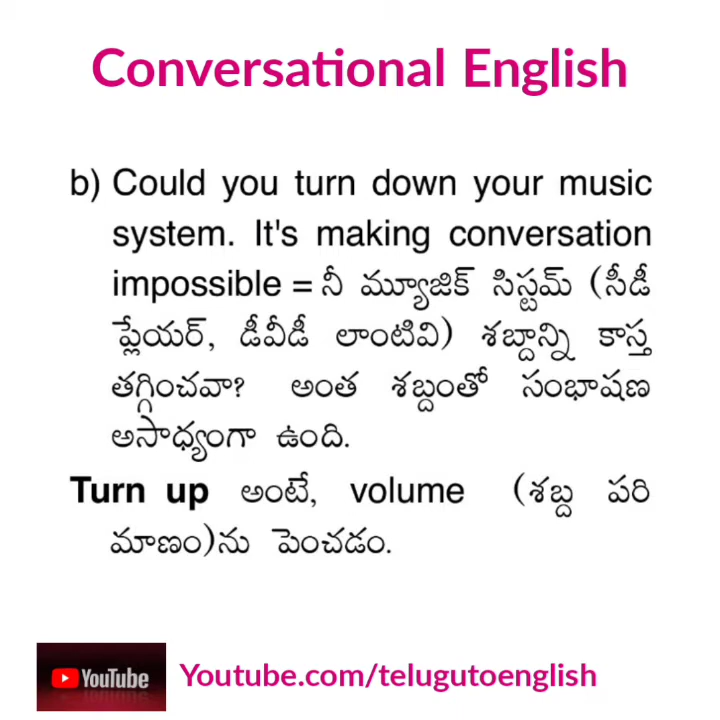 Conversational English
b) Could you turn down your music
system. It's making conversation
impossible = నీ మ్యూజిక్ సిస్టమ్ (సీడీ
ప్లేయర్, డీవీడీ లాంటివి) శబ్దాన్ని కాస్త
తగ్గించవా? అంత శబ్దంతో సంభాషణ
అసాధ్యంగా ఉంది.
Turn up అంటే, volume (శబ్ద పరి
మాణం)ను పెంచడం.
YouTube Youtube.com/telugutoenglish